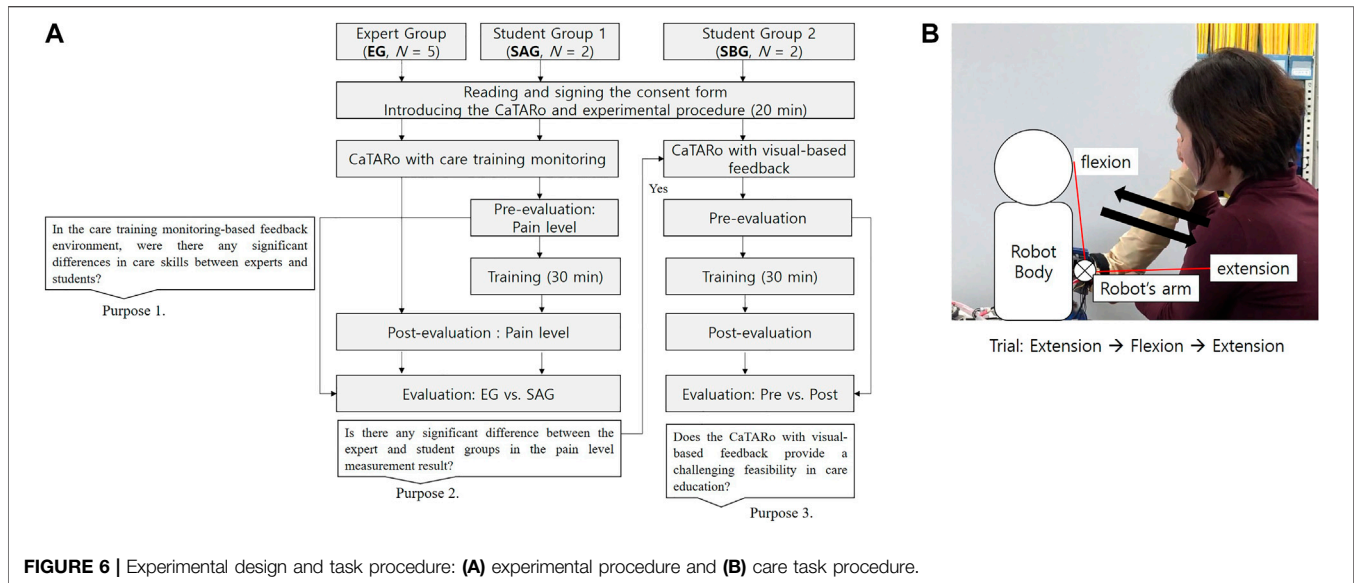 A
Expert Group
(EG, N = 5)
Student Group 1
(SAG, N = 2)
Student Group 2
(SBG, N = 2)
Reading and signing the consent form
Introducing the CaTARo and experimental procedure (20 min)
CaTARo with care training monitoring
CaTARo with visual-based
feedback
Yes
Pre-evaluation:
Pain level
Pre-evaluation
In the care training monitoring-based feedback
environment, were there any significant
differences in care skills between experts and
students?
Purpose 1.
Training (30 min)
Training (30 min)
Post-evaluation : Pain level
Post-evaluation
Evaluation: EG vs. SAG
Evaluation: Pre vs. Post
Is there any significant difference between the
expert and student groups in the pain level
measurement result?
Purpose 2.
Does the CaTARo with visual-
based feedback provide a
challenging feasibility in care
education?
Purpose 3.
B
flexion
Robot
Body
extension
Robot's arm
Trial: Extension → Flexion → Extension
FIGURE 6 | Experimental design and task procedure: (A) experimental procedure and (B) care task procedure.